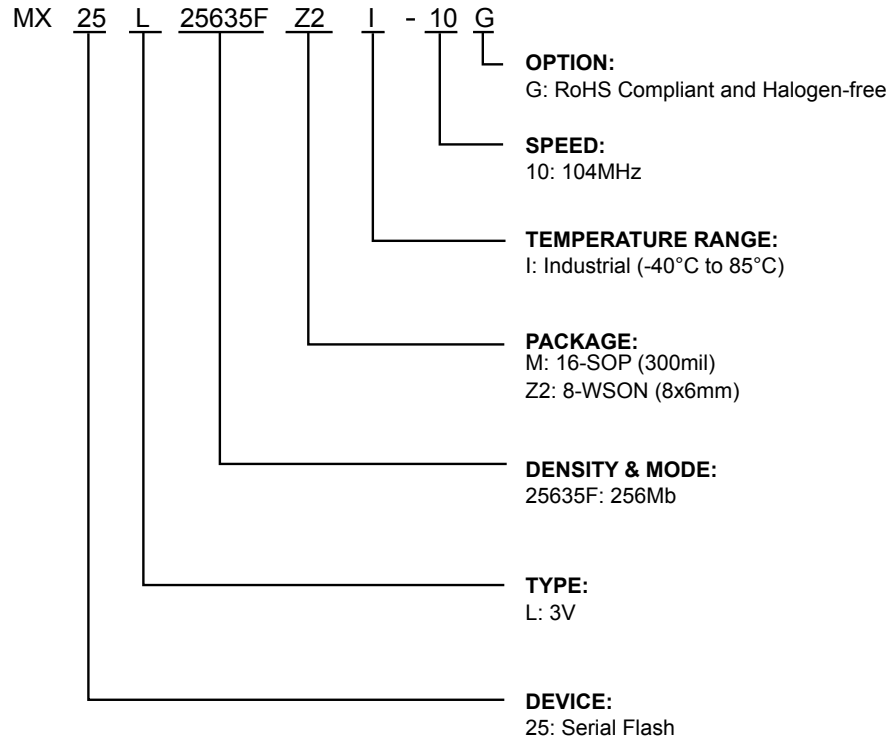 MX 25 L 25635F Z2 I - 10 G
OPTION:
G: RoHS Compliant and Halogen-free
SPEED:
10: 104MHz
TEMPERATURE RANGE:
I: Industrial (-40°C to 85°C)
PACKAGE:
M: 16-SOP (300mil)
Z2: 8-WSON (8x6mm)
DENSITY & MODE:
25635F: 256Mb
TYPE:
L: 3V
DEVICE:
25: Serial Flash